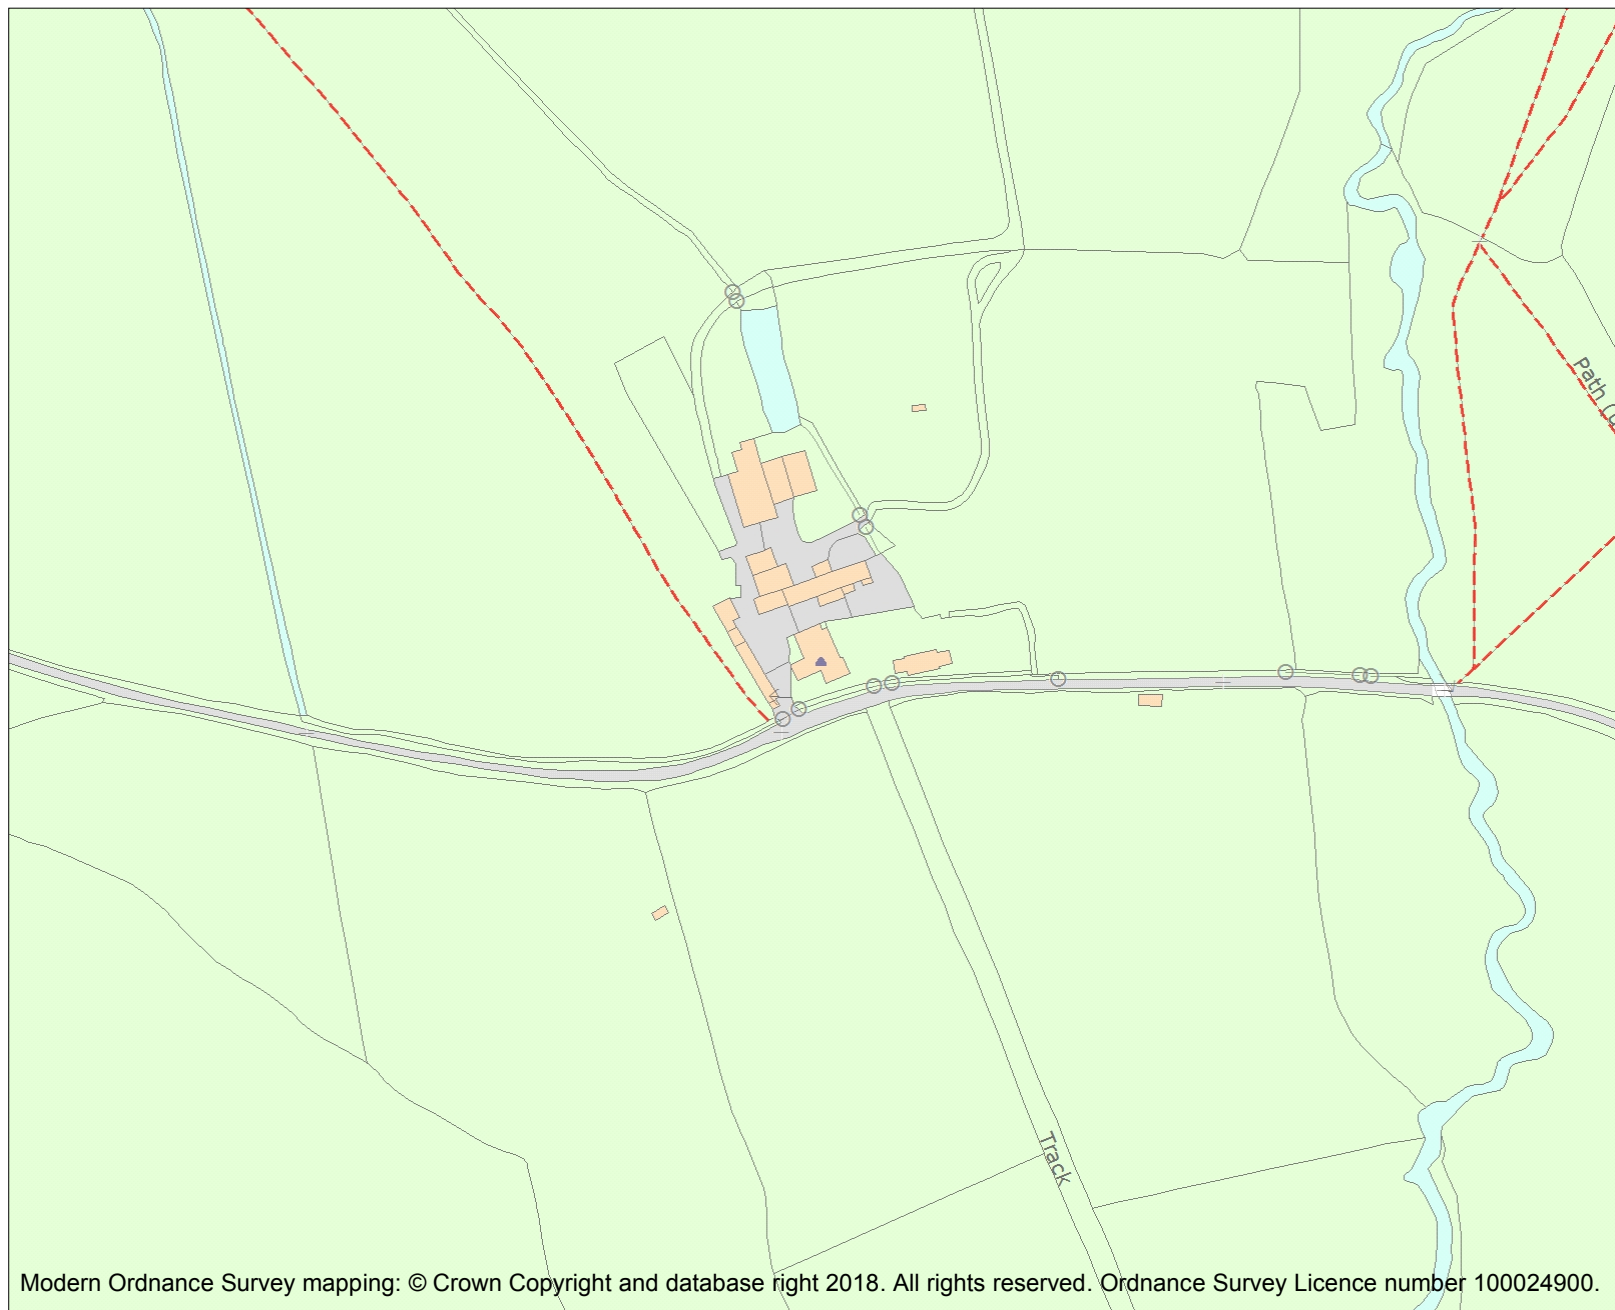 Path (u
Track
Modern Ordnance Survey mapping: © Crown Copyright and database right 2018. All rights reserved. Ordnance Survey Licence number 100024900.